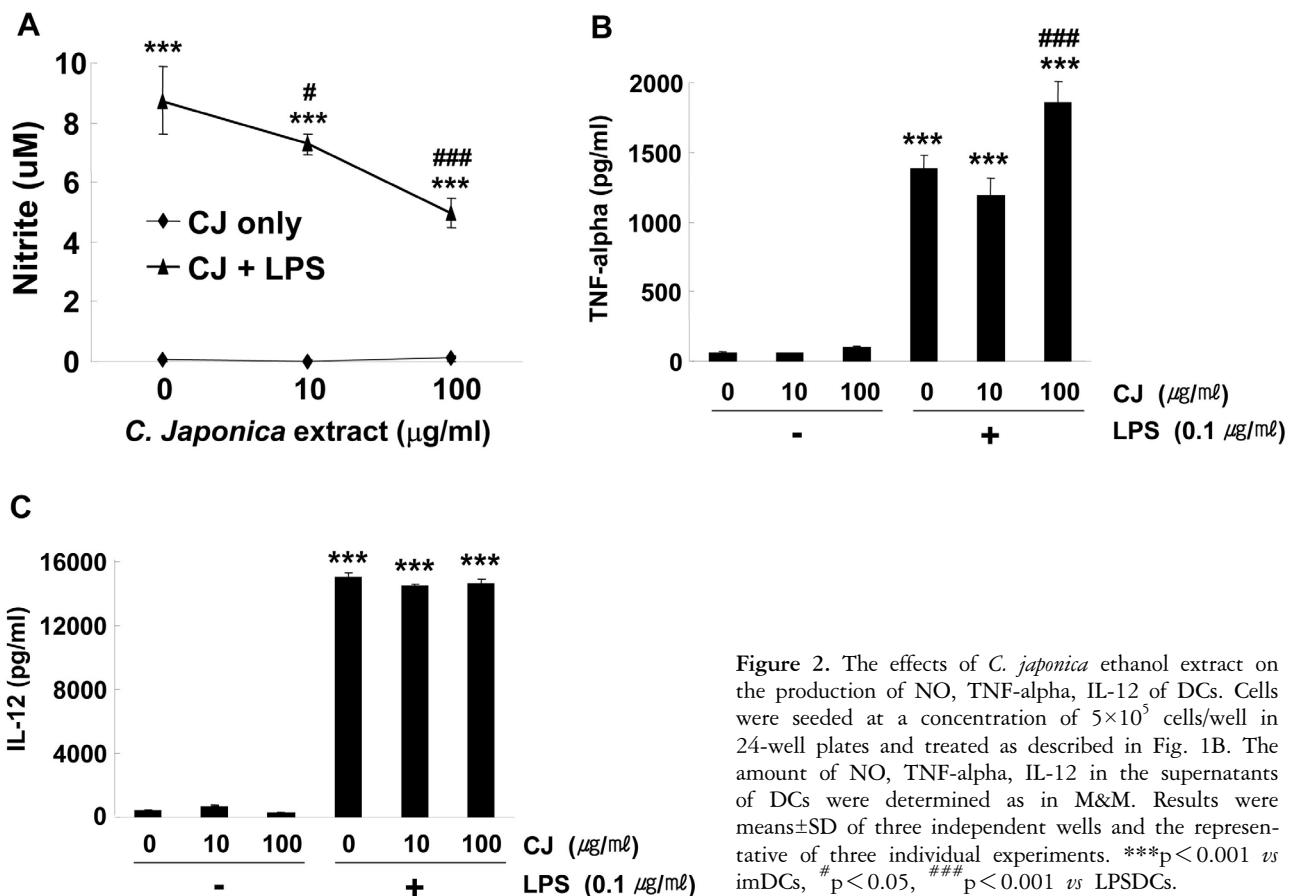 A
***
10
#
***
8
###
***
6
Nitrite (uM)
CJ only
4
CJ + LPS
2
0
0 10 100
C. Japonica extract (μg/ml)
B
###
***
2000
***
***
1500
TNF-alpha (pg/ml)
1000
500
0
0 10 100 0 10 100 CJ (㎍/㎖)
- + LPS (0.1 ㎍/㎖)
C
16000
*** *** ***
12000
IL-12 (pg/ml)
8000
4000
0
0 10 100 0 10 100 CJ (㎍/㎖)
- + LPS (0.1 ㎍/㎖)
Figure 2. The effects of C. japonica ethanol extract on
the production of NO, TNF-alpha, IL-12 of DCs. Cells
were seeded at a concentration of 5×10⁵ cells/well in
24-well plates and treated as described in Fig. 1B. The
amount of NO, TNF-alpha, IL-12 in the supernatants
of DCs were determined as in M&M. Results were
means±SD of three independent wells and the represen-
tative of three individual experiments. ***p<0.001 vs
imDCs, #p<0.05, ###p<0.001 vs LPSDCs.